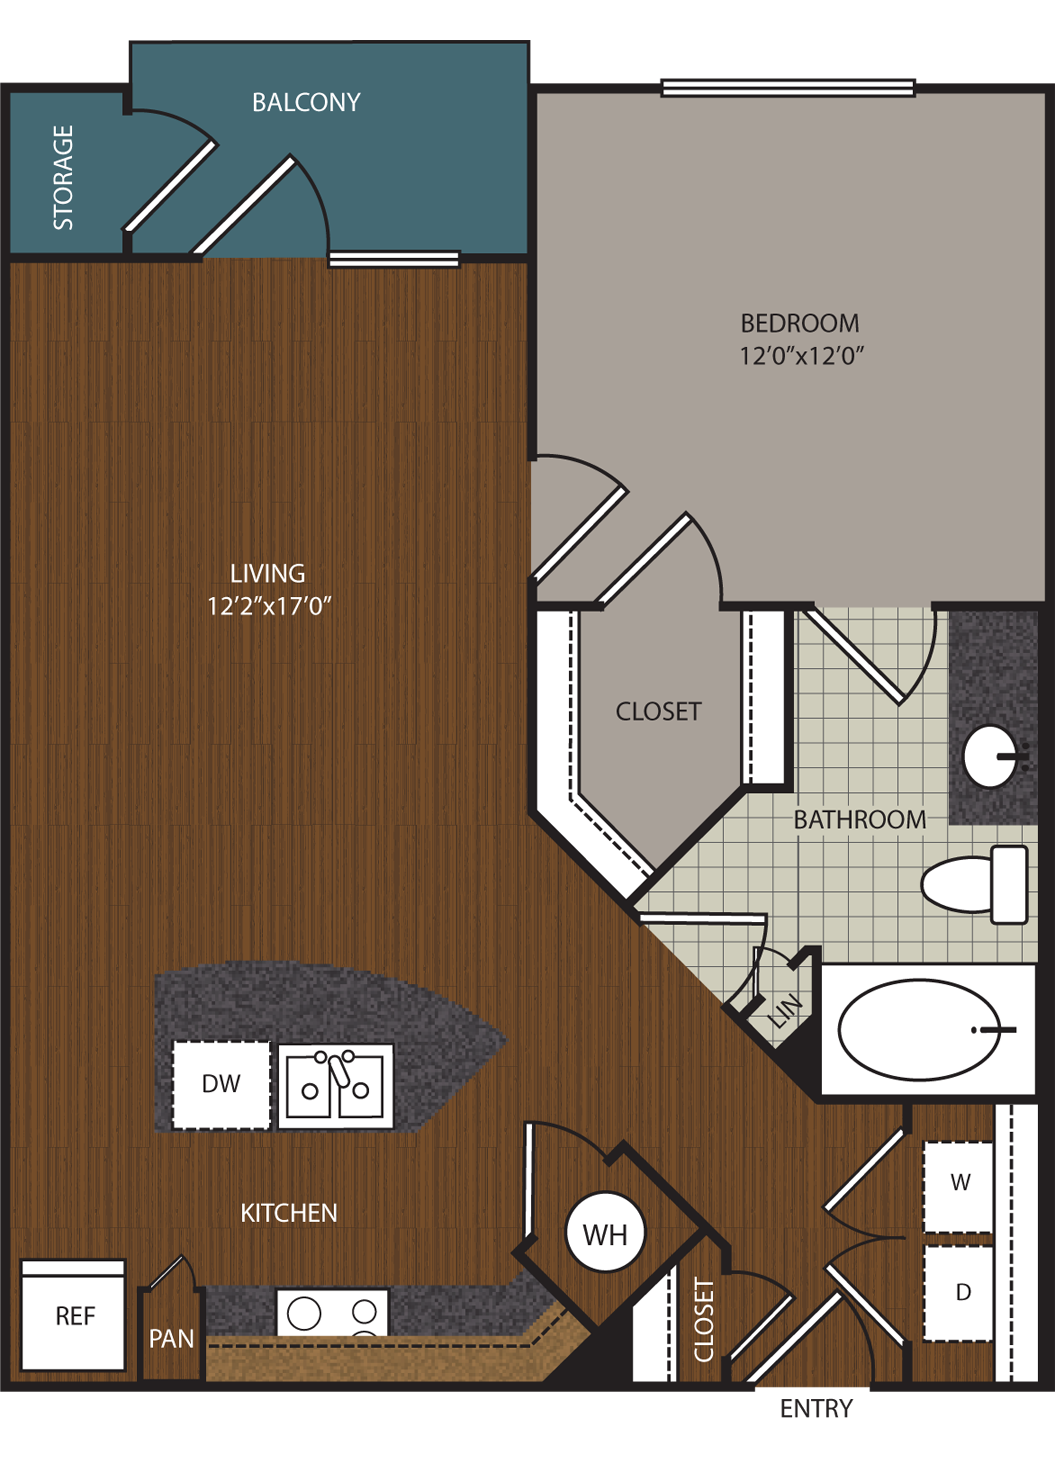 BALCONY
STORAGE
BEDROOM
12’0”x12’0”
LIVING
12’2”x17’0”
CLOSET
BATHROOM
LIN
DW
KITCHEN
W
WH
D
CLOSET
REF
PAN
ENTRY